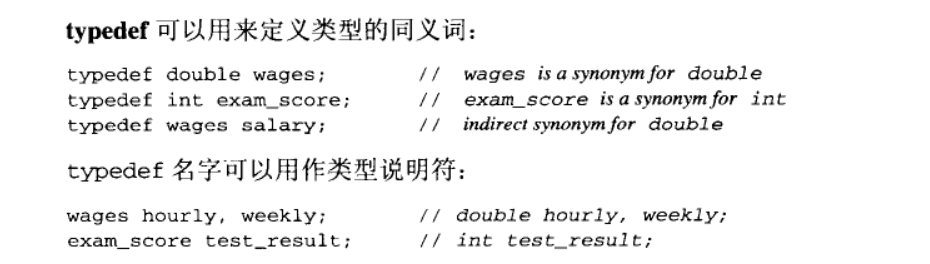 typedef 可以用来定义类型的同义词：
typedef double wages; // wages is a synonym for double
typedef int exam_score; // exam_score is a synonym for int
typedef wages salary; // indirect synonym for double
typedef 名字可以用作类型说明符：
wages hourly, weekly; // double hourly, weekly;
exam_score test_result; // int test_result;